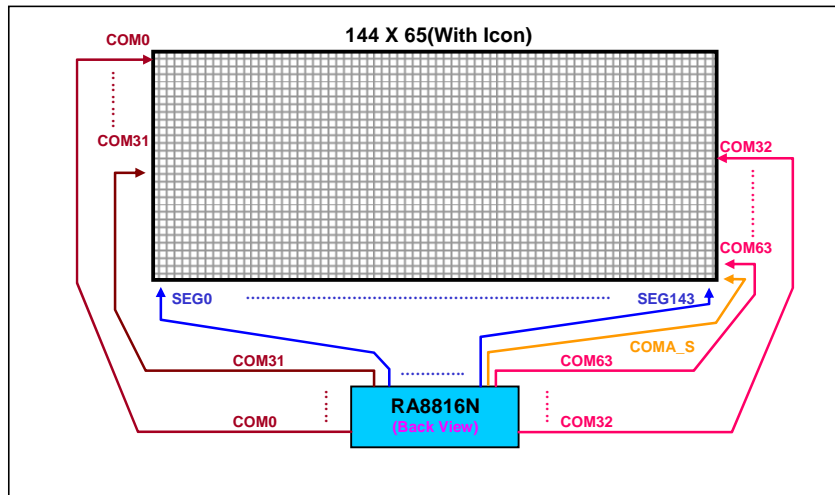 144 X 65(With Icon)
COM0
COM31
COM32
COM63
SEG0
SEG143
COMA_S
COM31
COM63
RA8816N
(Back View)
COM0
COM32